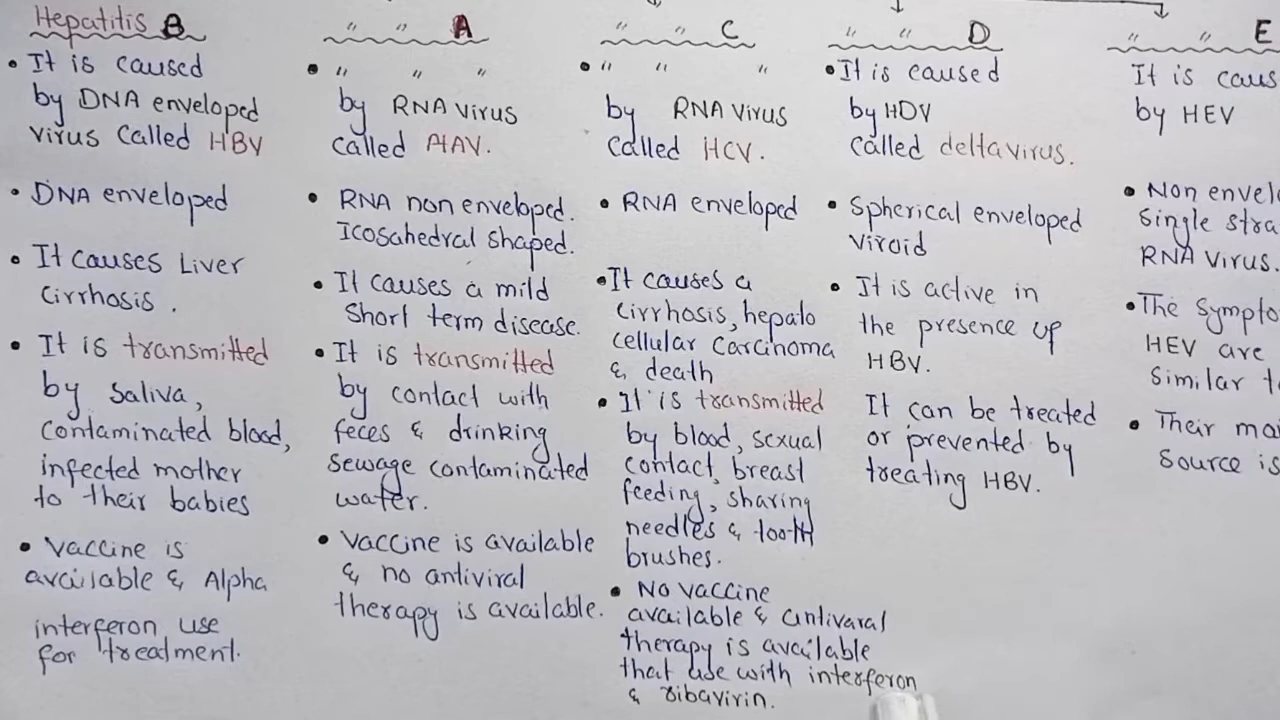 Hepatitis B
• It is caused
by DNA enveloped
virus called HBV
• DNA enveloped
• It causes Liver
Cirrhosis.
• It is transmitted
by saliva,
contaminated blood,
infected mother
to their babies
• vaccine is
available & Alpha
interferon use
for treatment.
" " A
• " " "
by RNA virus
called HAV.
• RNA non enveloped.
Icosahedral shaped.
• It causes a mild
short term disease.
• It is transmitted
by contact with
feces & drinking
sewage contaminated
water.
• vaccine is available
& no antiviral
therapy is available.
" " C
• " " "
by RNA virus
called HCV.
• RNA enveloped
• It causes a
cirrhosis, hepato
cellular carcinoma
& death
• It is transmitted
by blood, sexual
contact, breast
feeding, sharing
needles & tooth
brushes.
• No vaccine
available & antivaral
therapy is available
that use with interferon
& ribavirin.
" " D
• It is caused
by HDV
called deltavirus.
• Spherical enveloped
viroid
• It is active in
the presence of
HBV.
It can be treated
or prevented by
treating HBV.
" " E
It is caus
by HEV
• Non envel
single stra
RNA virus.
• The sympto
HEV are
similar t
• Their ma
source is